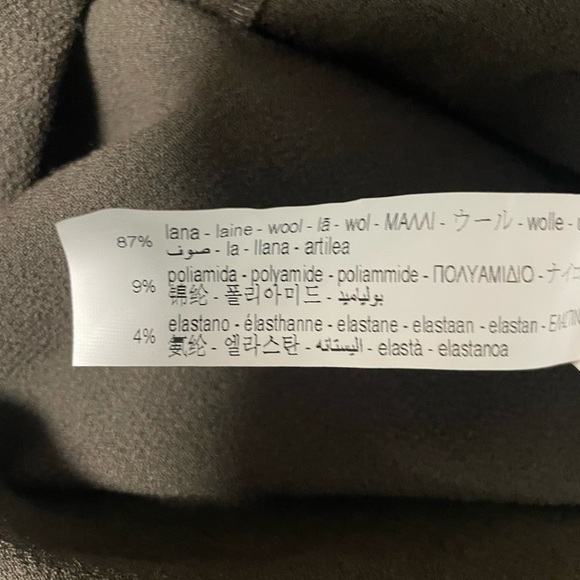 87% lana - laine - wool - lã - wol - ΜΑΛΛΙ - ウール - wolle -
صوف - la - llana - artilea
9% poliamida - polyamide - poliammide - ΠΟΛΥΑΜΙΔΙΟ -
锦纶 - 폴리아미드 - بولياميد
4% elastano - élasthanne - elastane - elastaan - elastan -
氨纶 - 엘라스탄 - اليستانه - elastà - elastanoa